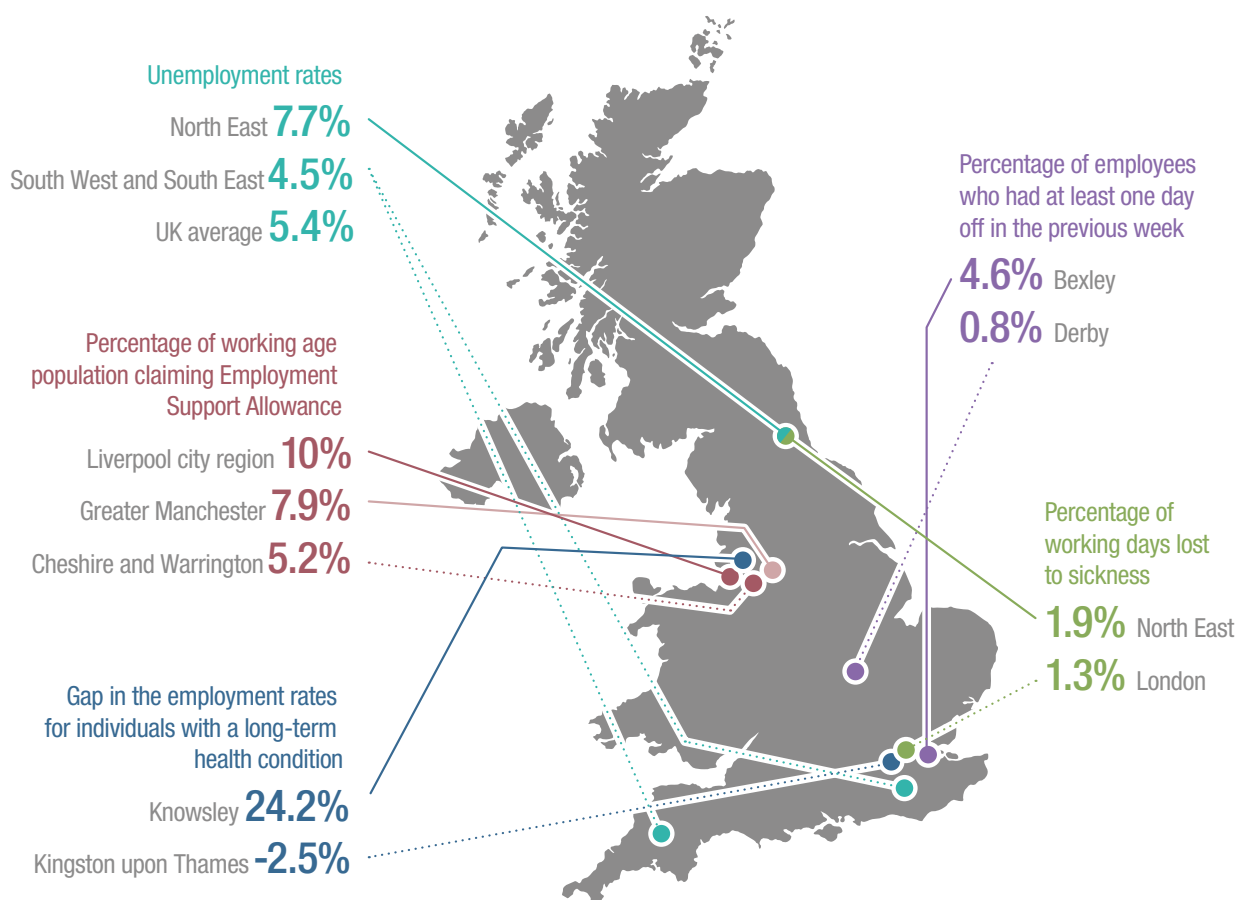 Unemployment rates
North East 7.7%
South West and South East 4.5%
UK average 5.4%
Percentage of working age
population claiming Employment
Support Allowance
Liverpool city region 10%
Greater Manchester 7.9%
Cheshire and Warrington 5.2%
Gap in the employment rates
for individuals with a long-term
health condition
Knowsley 24.2%
Kingston upon Thames -2.5%
Percentage of employees
who had at least one day
off in the previous week
4.6% Bexley
0.8% Derby
Percentage of
working days lost
to sickness
1.9% North East
1.3% London